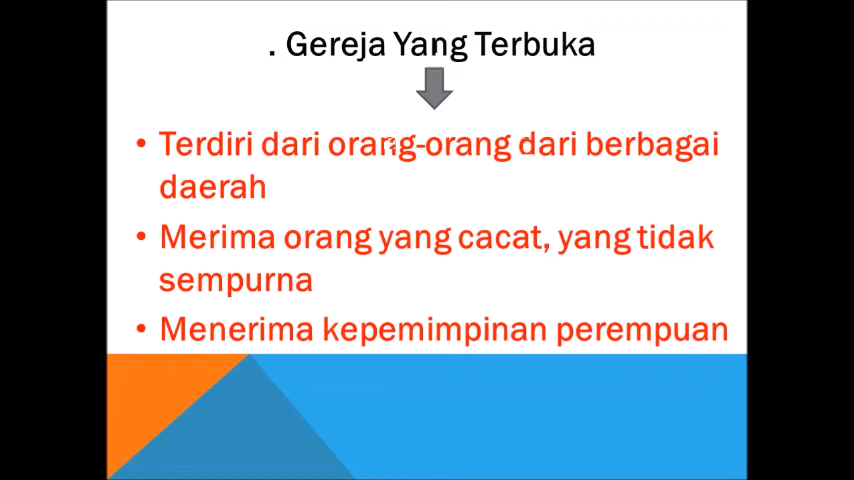 . Gereja Yang Terbuka
• Terdiri dari orang-orang dari berbagai
daerah
• Merima orang yang cacat, yang tidak
sempurna
• Menerima kepemimpinan perempuan